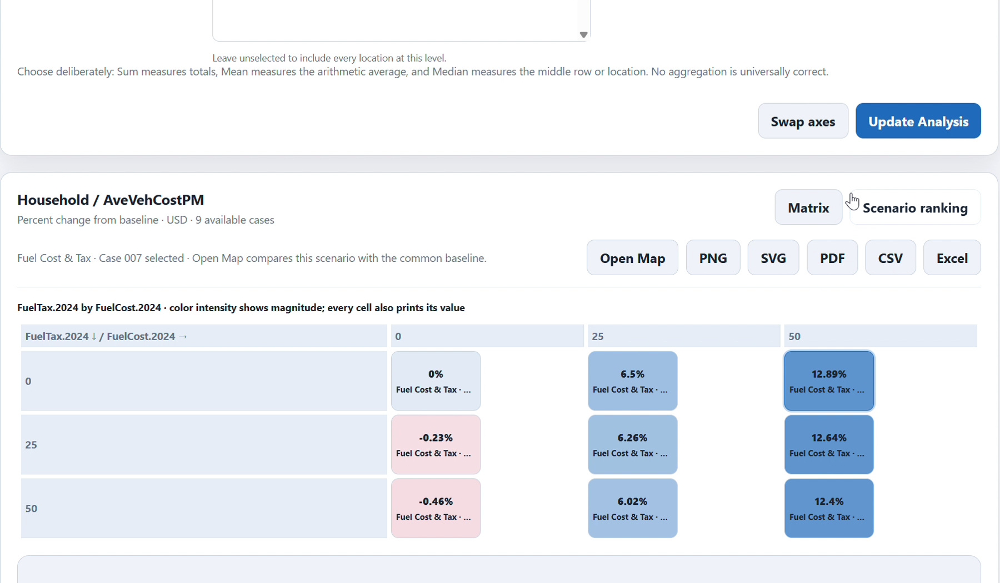 Leave unselected to include every location at this level.
Choose deliberately: Sum measures totals, Mean measures the arithmetic average, and Median measures the middle row or location. No aggregation is universally correct.
Swap axes
Update Analysis
Household / AveVehCostPM
Percent change from baseline · USD · 9 available cases
Matrix
Scenario ranking
Fuel Cost & Tax · Case 007 selected · Open Map compares this scenario with the common baseline.
Open Map
PNG
SVG
PDF
CSV
Excel
FuelTax.2024 by FuelCost.2024 · color intensity shows magnitude; every cell also prints its value
FuelTax.2024 ↓ / FuelCost.2024 →
0
25
50
0
0%
Fuel Cost & Tax · ...
6.5%
Fuel Cost & Tax · ...
12.89%
Fuel Cost & Tax · ...
25
-0.23%
Fuel Cost & Tax · ...
6.26%
Fuel Cost & Tax · ...
12.64%
Fuel Cost & Tax · ...
50
-0.46%
Fuel Cost & Tax · ...
6.02%
Fuel Cost & Tax · ...
12.4%
Fuel Cost & Tax · ...